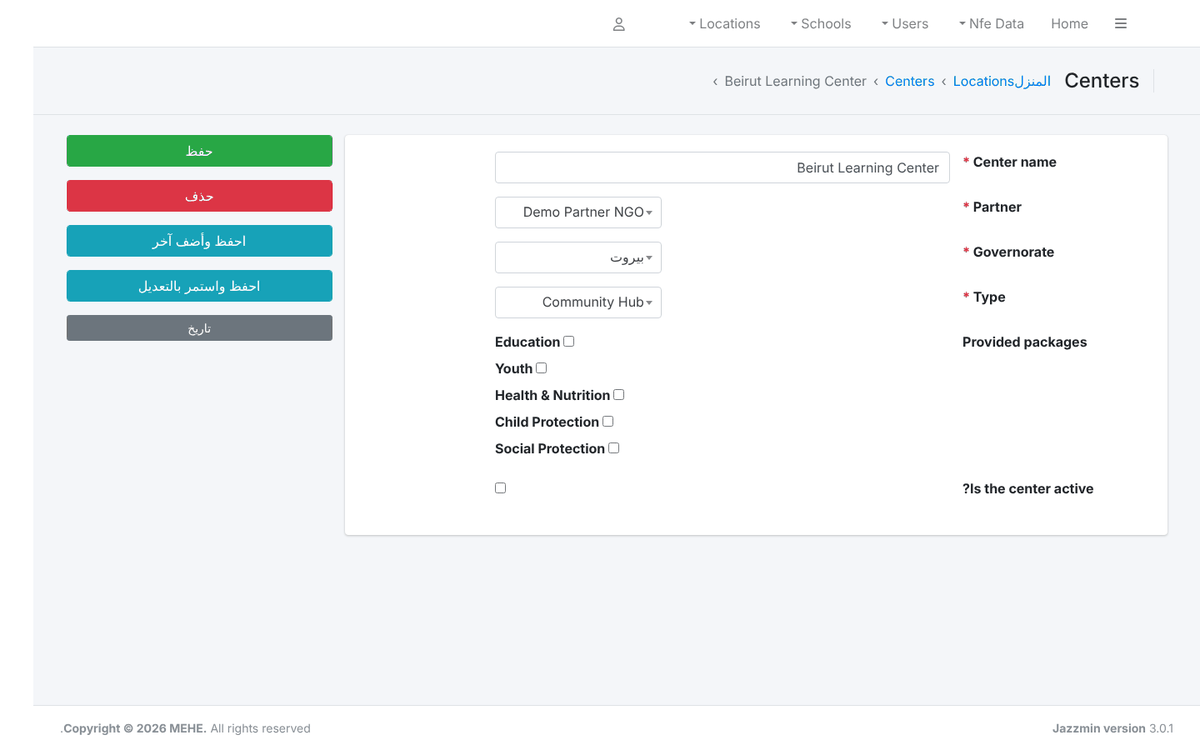 Home
Nfe Data
Users
Schools
Locations
Centers
المنزل
Locations
›
Centers
›
Beirut Learning Center
›
* Center name
Beirut Learning Center
* Partner
Demo Partner NGO
* Governorate
بيروت
* Type
Community Hub
Provided packages
Education
Youth
Health & Nutrition
Child Protection
Social Protection
?Is the center active
حفظ
حذف
احفظ وأضف آخر
احفظ واستمر بالتعديل
تاريخ
Jazzmin version 3.0.1
.Copyright © 2026 MEHE. All rights reserved